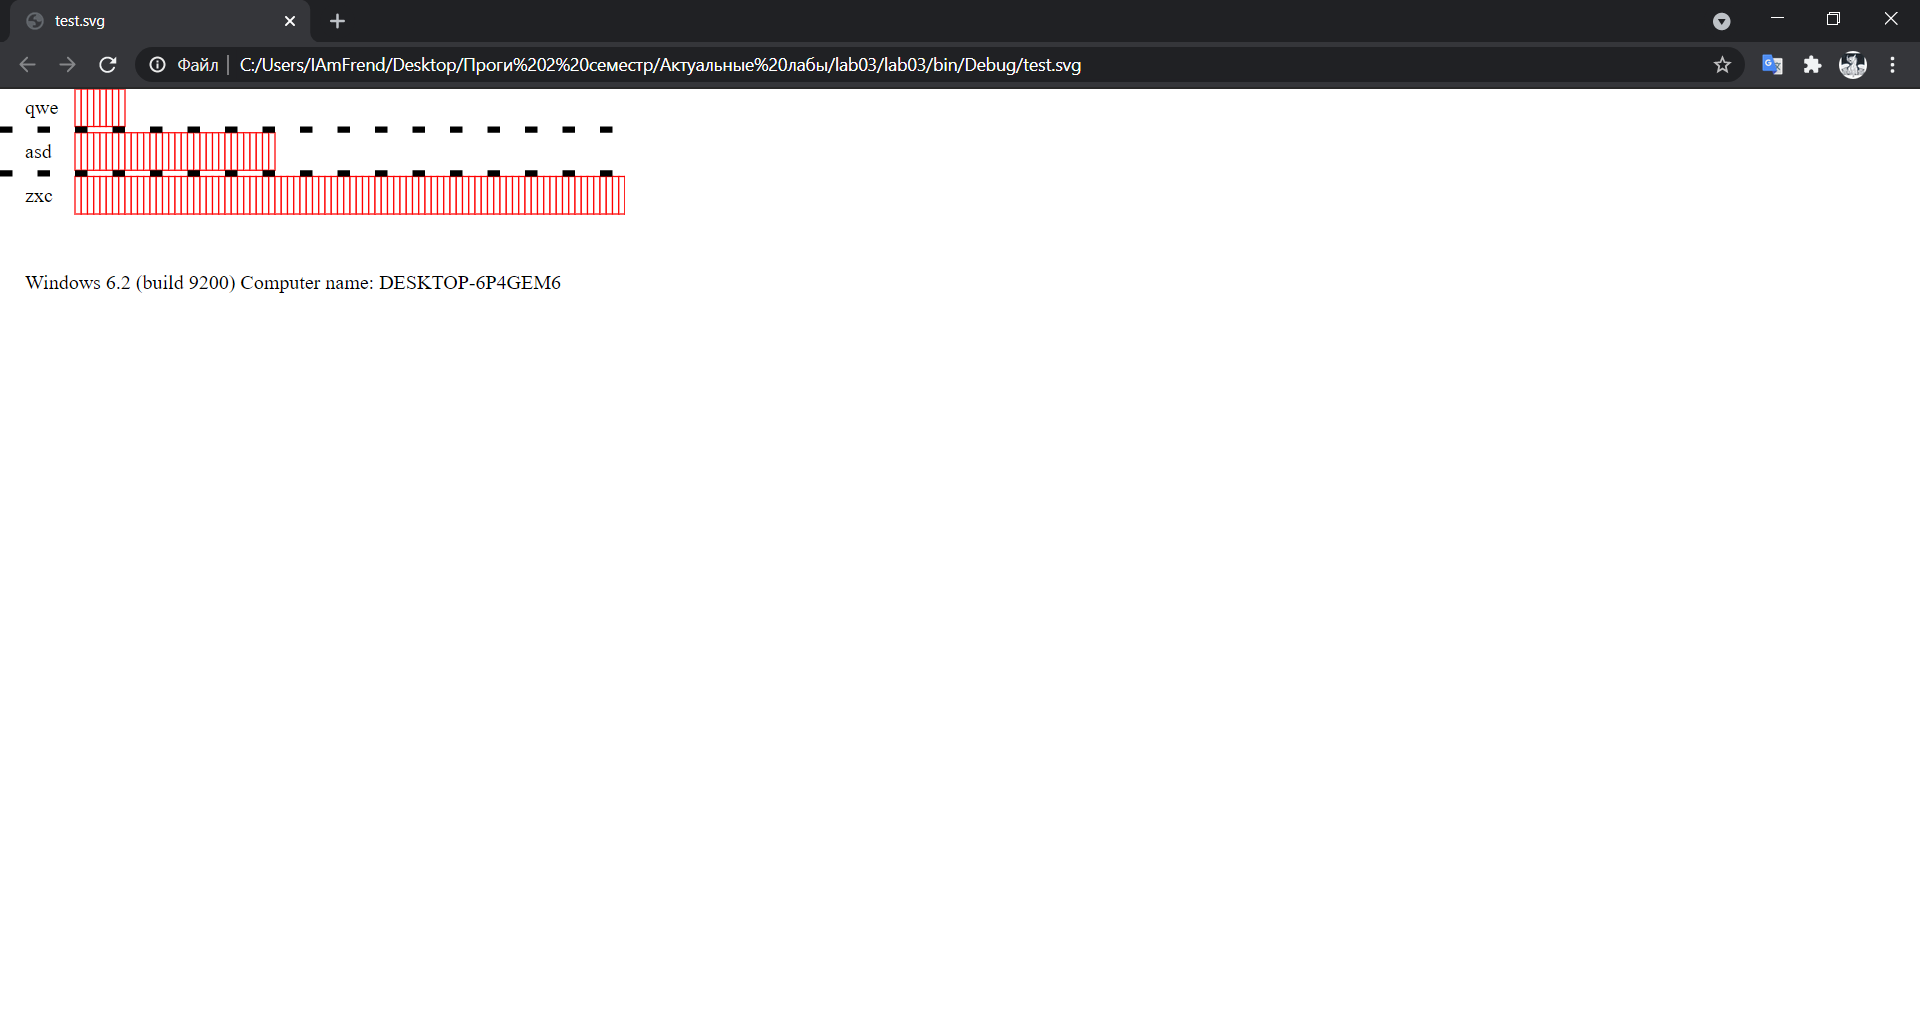 test.svg
Файл C:/Users/IAmFrend/Desktop/Проги%202%20семестр/Актуальные%20лабы/lab03/lab03/bin/Debug/test.svg
qwe
asd
zxc
Windows 6.2 (build 9200) Computer name: DESKTOP-6P4GEM6